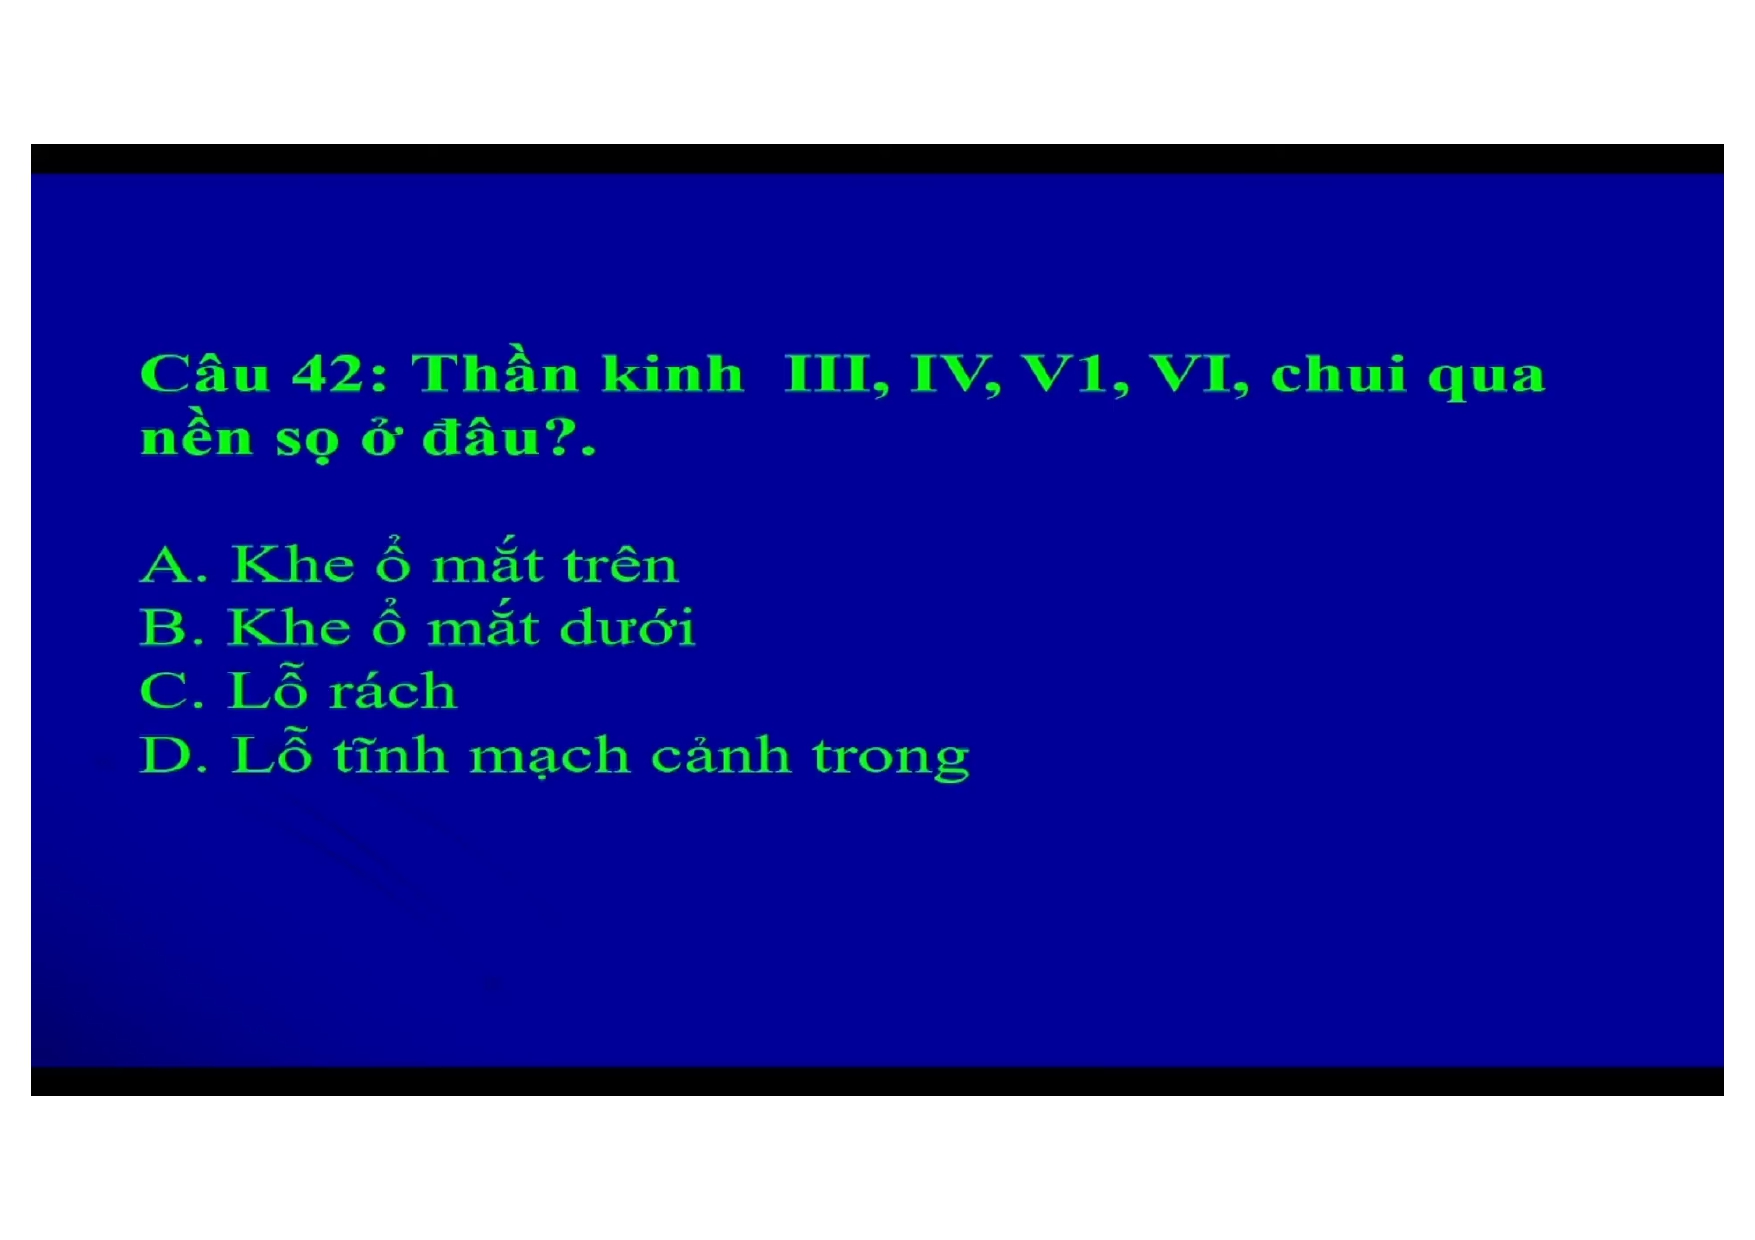 Câu 42: Thần kinh III, IV, V1, VI, chui qua
nền sọ ở đâu?.
A. Khe ổ mắt trên
B. Khe ổ mắt dưới
C. Lỗ rách
D. Lỗ tĩnh mạch cảnh trong